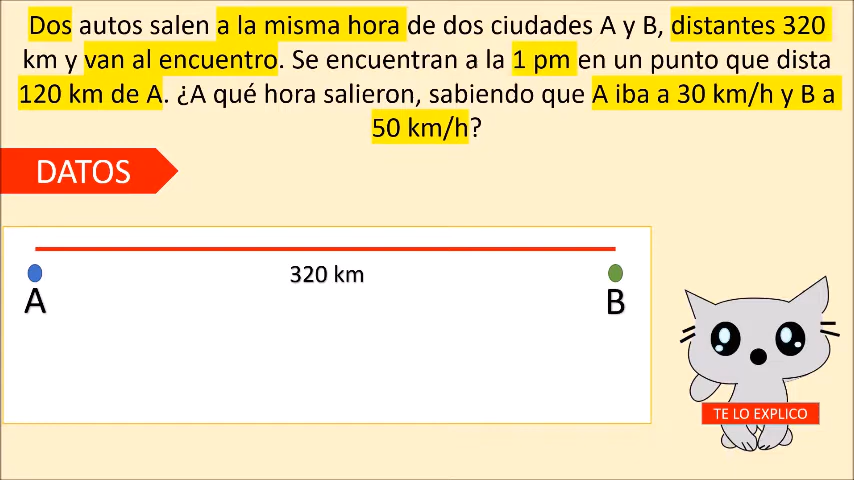 Dos autos salen a la misma hora de dos ciudades A y B, distantes 320
km y van al encuentro. Se encuentran a la 1 pm en un punto que dista
120 km de A. ¿A qué hora salieron, sabiendo que A iba a 30 km/h y B a
50 km/h?
DATOS
320 km
A
B
TE LO EXPLICO